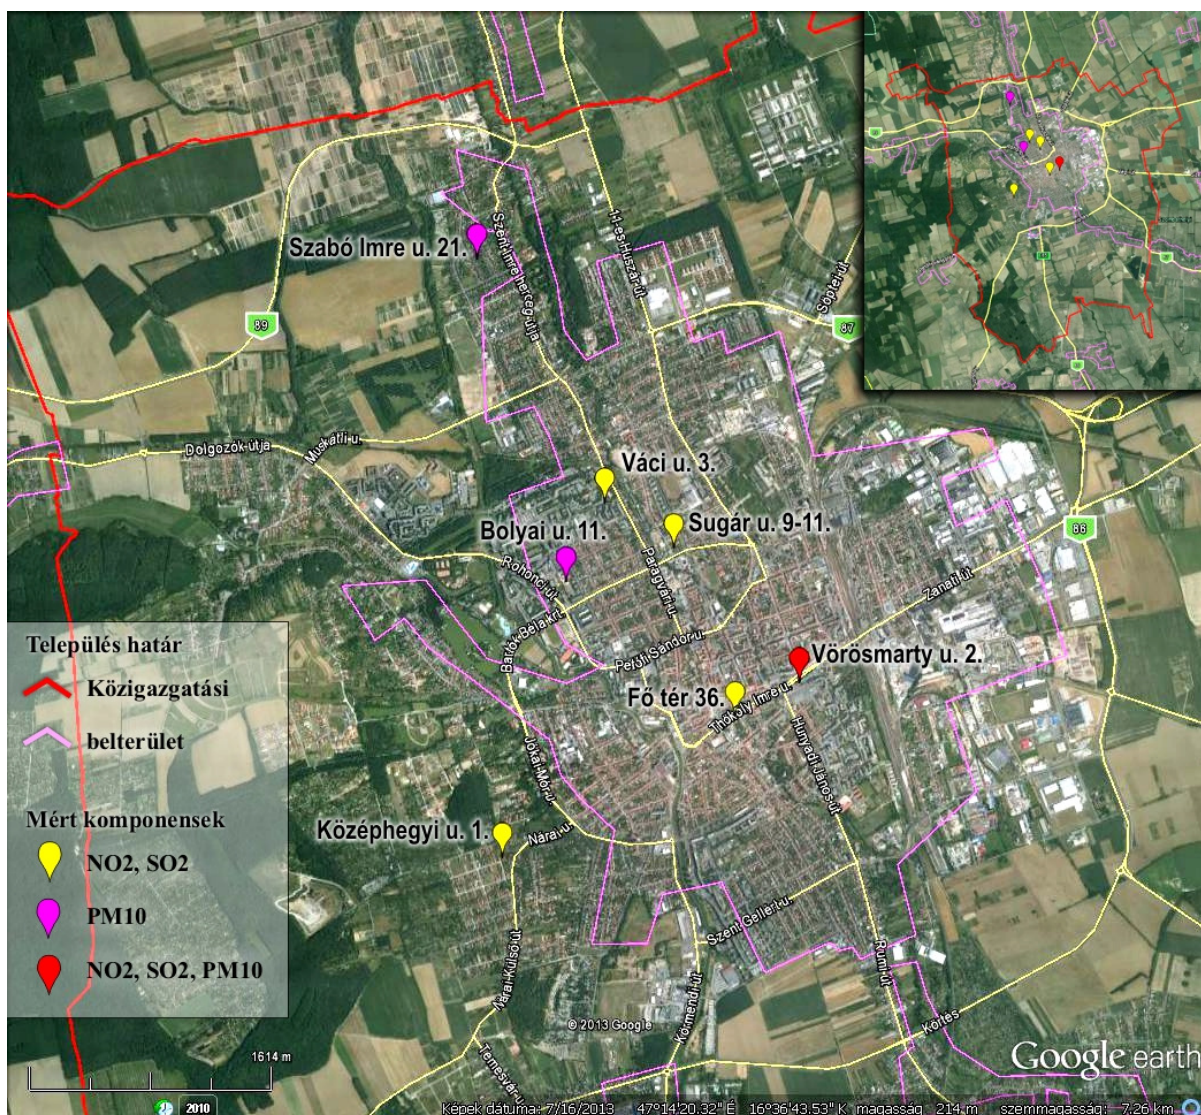 Szabó Imre u. 21.
Szent Imre herceg útja
11-es Huszár út
Söptei út
89
87
Dolgozók útja
Muskátli u.
Váci u. 3.
Sugár u. 9-11.
Bolyai u. 11.
Rohonci út
Paragvári u.
86
Zanati út
Bartók Béla krt.
Petőfi Sándor u.
Vörösmarty u. 2.
Fő tér 36.
Thököly Imre u.
Hunyadi János út
Jókai Mór u.
Középhegyi u. 1.
Nárai u.
Szent Gellért u.
Nárai Külső út
Rumi út
Körmendi út
Körtés
Temesvár u.
Település határ
Közigazgatási
belterület
Mért komponensek
NO2, SO2
PM10
NO2, SO2, PM10
© 2013 Google
Google earth
1614 m
2010
Képek dátuma: 7/16/2013 47°14'20.32" É 16°36'43.53" K magasság 214 m szemmagasság: 7.26 km